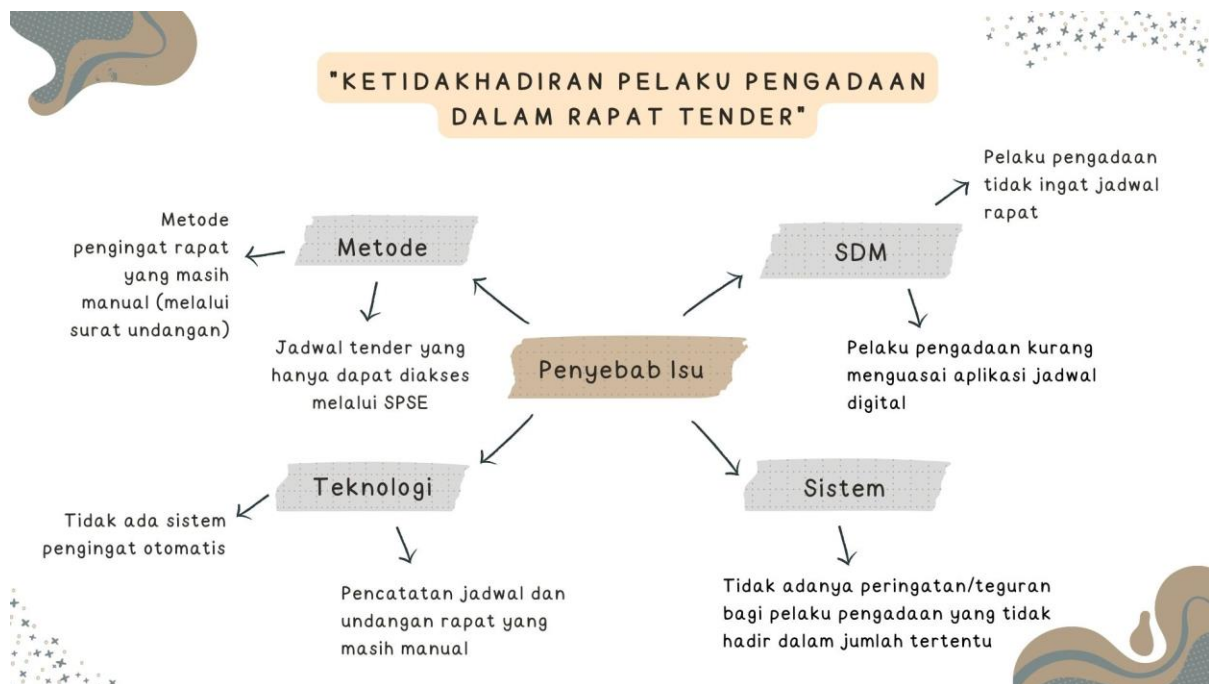 "KETIDAKHADIRAN PELAKU PENGADAAN
DALAM RAPAT TENDER"
Metode
Metode
pengingat rapat
yang masih
manual (melalui
surat undangan)
Jadwal tender yang
hanya dapat diakses
melalui SPSE
SDM
Pelaku pengadaan
tidak ingat jadwal
rapat
Pelaku pengadaan kurang
menguasai aplikasi jadwal
digital
Penyebab Isu
Teknologi
Tidak ada sistem
pengingat otomatis
Pencatatan jadwal dan
undangan rapat yang
masih manual
Sistem
Tidak adanya peringatan/teguran
bagi pelaku pengadaan yang tidak
hadir dalam jumlah tertentu